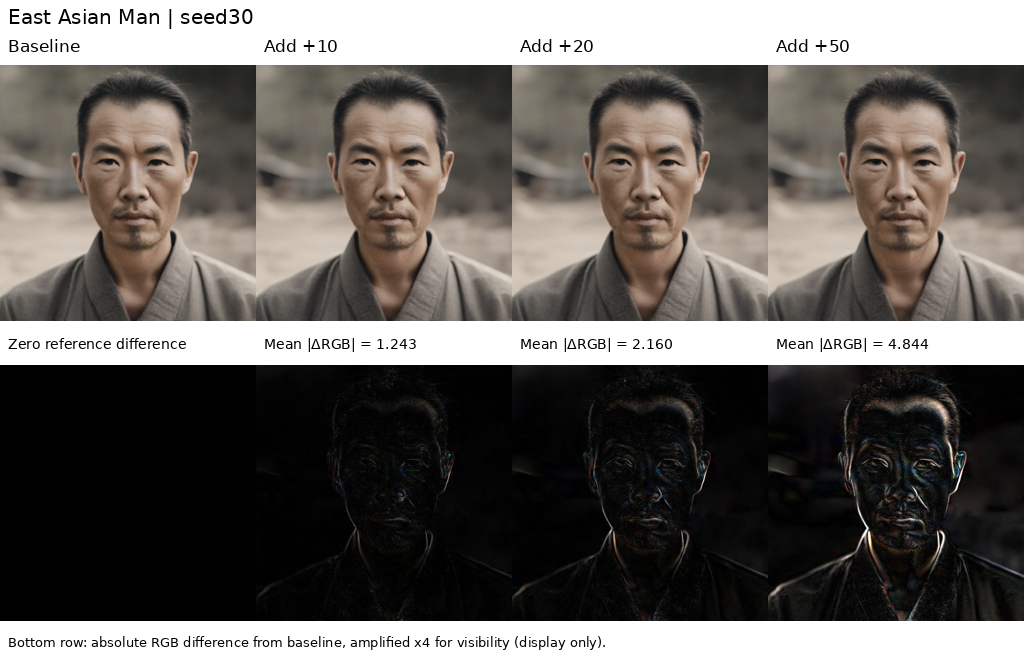 East Asian Man | seed30
Baseline
Add +10
Add +20
Add +50
Zero reference difference
Mean |ΔRGB| = 1.243
Mean |ΔRGB| = 2.160
Mean |ΔRGB| = 4.844
Bottom row: absolute RGB difference from baseline, amplified x4 for visibility (display only).